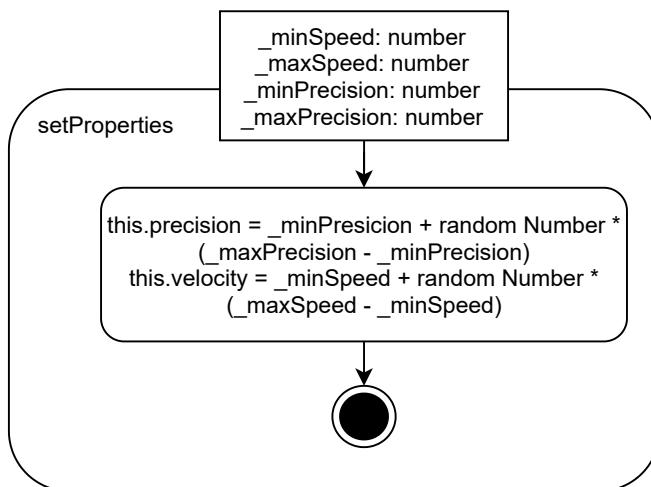 _minSpeed: number
_maxSpeed: number
_minPrecision: number
_maxPrecision: number
setProperties
this.precision = _minPresicion + random Number *
(_maxPrecision - _minPrecision)
this.velocity = _minSpeed + random Number *
(_maxSpeed - _minSpeed)